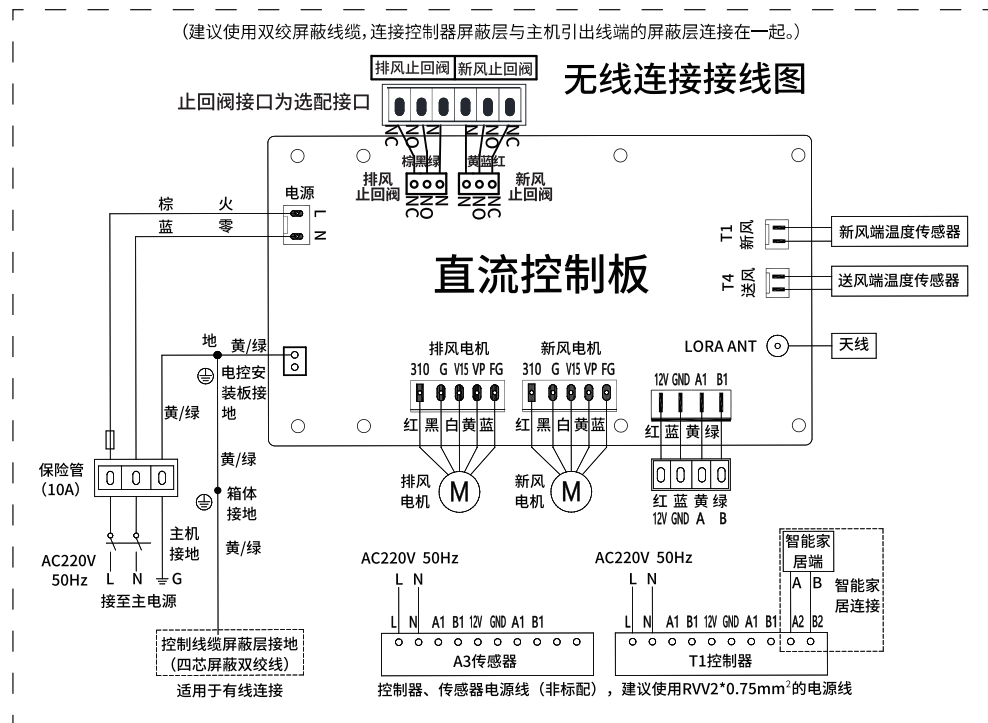 （建议使用双绞屏蔽线缆，连接控制器屏蔽层与主机引出线端的屏蔽层连接在一起。）
无线连接接线图
排风止回阀 新风止回阀
止回阀接口为选配接口
NC NO N N NO NC
棕黑绿 黄蓝红
排风
止回阀
新风
止回阀
NC NO N N NO NC
电源
L
N
棕 火
蓝 零
T1
新风
新风端温度传感器
T4
送风
送风端温度传感器
直流控制板
LORA ANT
天线
地 黄/绿
电控安
装板接
地
黄/绿
排风电机
310 G V15 VP FG
红 黑 白 黄 蓝
排风
电机
M
新风电机
310 G V15 VP FG
红 黑 白 黄 蓝
新风
电机
M
12V GND A1 B1
红 蓝 黄 绿
红 蓝 黄 绿
12V GND A B
保险管
（10A）
黄/绿
箱体
接地
黄/绿
主机
接地
AC220V
50Hz
L N G
接至主电源
控制线缆屏蔽层接地
（四芯屏蔽双绞线）
适用于有线连接
AC220V 50Hz
L N
L N A1 B1 12V GND A1 B1
A3传感器
AC220V 50Hz
L N
L N A1 B1 12V GND A1 B1 A2 B2
T1控制器
智能家
居端
A B
智能家
居连接
控制器、传感器电源线（非标配），建议使用RVV2*0.75mm²的电源线